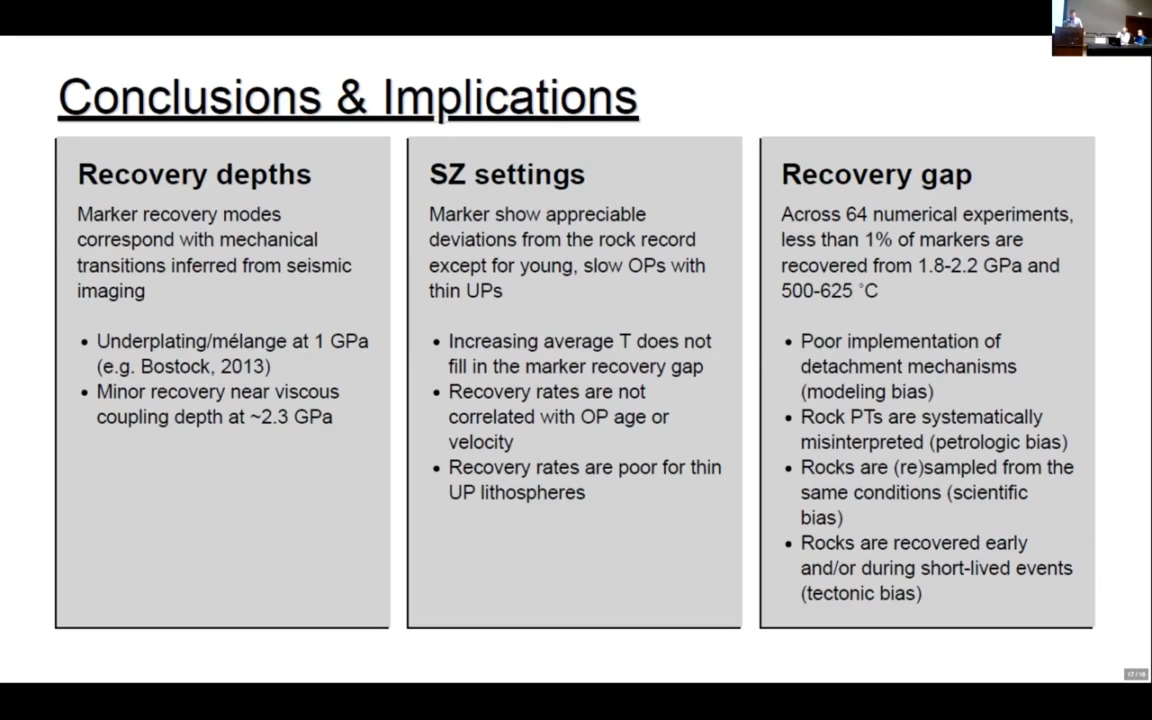 Conclusions & Implications
Recovery depths
Marker recovery modes
correspond with mechanical
transitions inferred from seismic
imaging
• Underplating/mélange at 1 GPa
(e.g. Bostock, 2013)
• Minor recovery near viscous
coupling depth at ~2.3 GPa
SZ settings
Marker show appreciable
deviations from the rock record
except for young, slow OPs with
thin UPs
• Increasing average T does not
fill in the marker recovery gap
• Recovery rates are not
correlated with OP age or
velocity
• Recovery rates are poor for thin
UP lithospheres
Recovery gap
Across 64 numerical experiments,
less than 1% of markers are
recovered from 1.8-2.2 GPa and
500-625 ˚C
• Poor implementation of
detachment mechanisms
(modeling bias)
• Rock PTs are systematically
misinterpreted (petrologic bias)
• Rocks are (re)sampled from the
same conditions (scientific
bias)
• Rocks are recovered early
and/or during short-lived events
(tectonic bias)
17 / 18